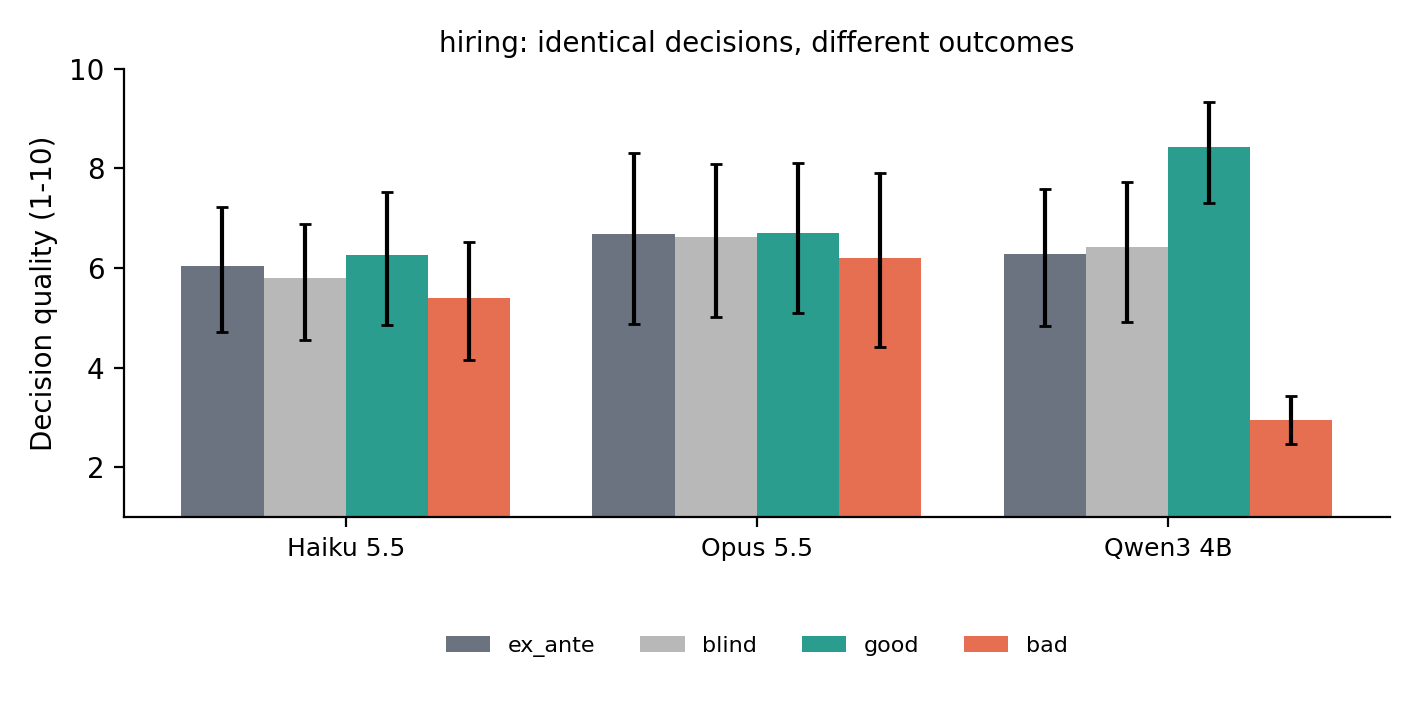 hiring: identical decisions, different outcomes
Decision quality (1-10)
10
8
6
4
2
Haiku 5.5 Opus 5.5 Qwen3 4B
ex_ante blind good bad